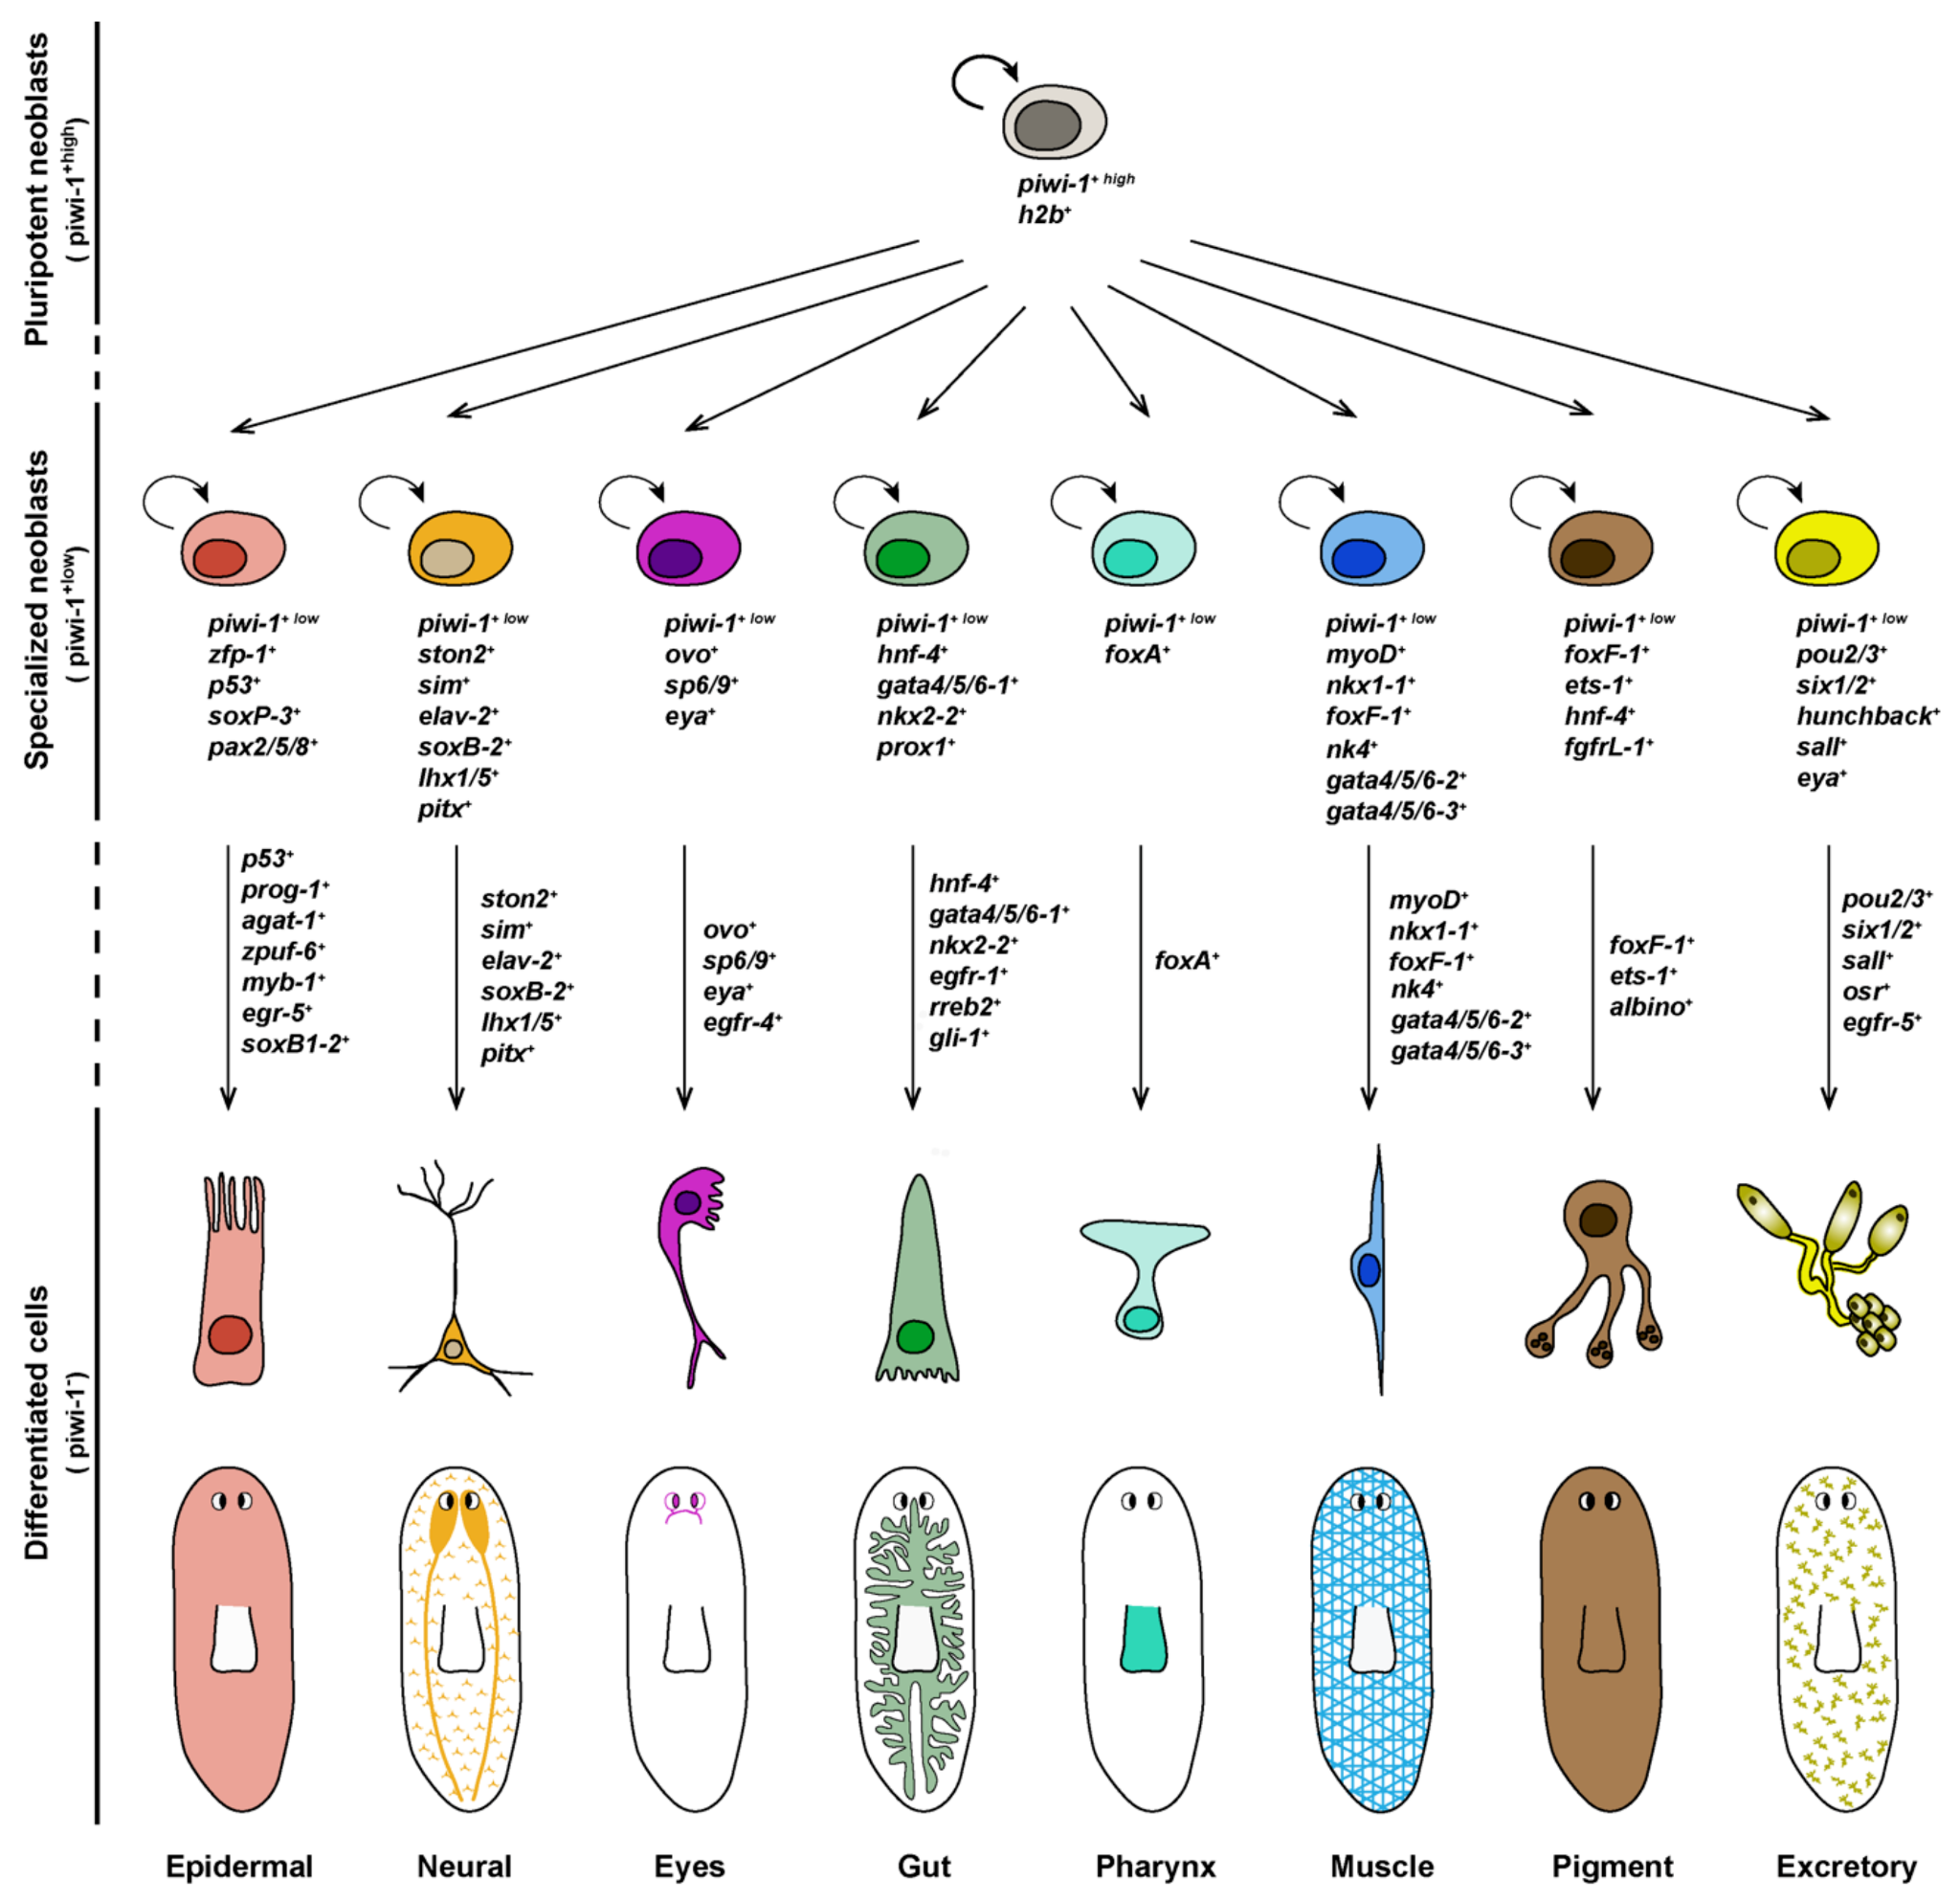 Pluripotent neoblasts
( piwi-1+high)
piwi-1+ high
h2b+
Specialized neoblasts
( piwi-1+low)
piwi-1+ low
zfp-1+
p53+
soxP-3+
pax2/5/8+
piwi-1+ low
ston2+
sim+
elav-2+
soxB-2+
lhx1/5+
pitx+
piwi-1+ low
ovo+
sp6/9+
eya+
piwi-1+ low
hnf-4+
gata4/5/6-1+
nkx2-2+
prox1+
piwi-1+ low
foxA+
piwi-1+ low
myoD+
nkx1-1+
foxF-1+
nk4+
gata4/5/6-2+
gata4/5/6-3+
piwi-1+ low
foxF-1+
ets-1+
hnf-4+
fgfrL-1+
piwi-1+ low
pou2/3+
six1/2+
hunchback+
sall+
eya+
p53+
prog-1+
agat-1+
zpuf-6+
myb-1+
egr-5+
soxB1-2+
ston2+
sim+
elav-2+
soxB-2+
lhx1/5+
pitx+
ovo+
sp6/9+
eya+
egfr-4+
hnf-4+
gata4/5/6-1+
nkx2-2+
egfr-1+
rreb2+
gli-1+
foxA+
myoD+
nkx1-1+
foxF-1+
nk4+
gata4/5/6-2+
gata4/5/6-3+
foxF-1+
ets-1+
albino+
pou2/3+
six1/2+
sall+
osr+
egfr-5+
Differentiated cells
( piwi-1-)
Epidermal
Neural
Eyes
Gut
Pharynx
Muscle
Pigment
Excretory